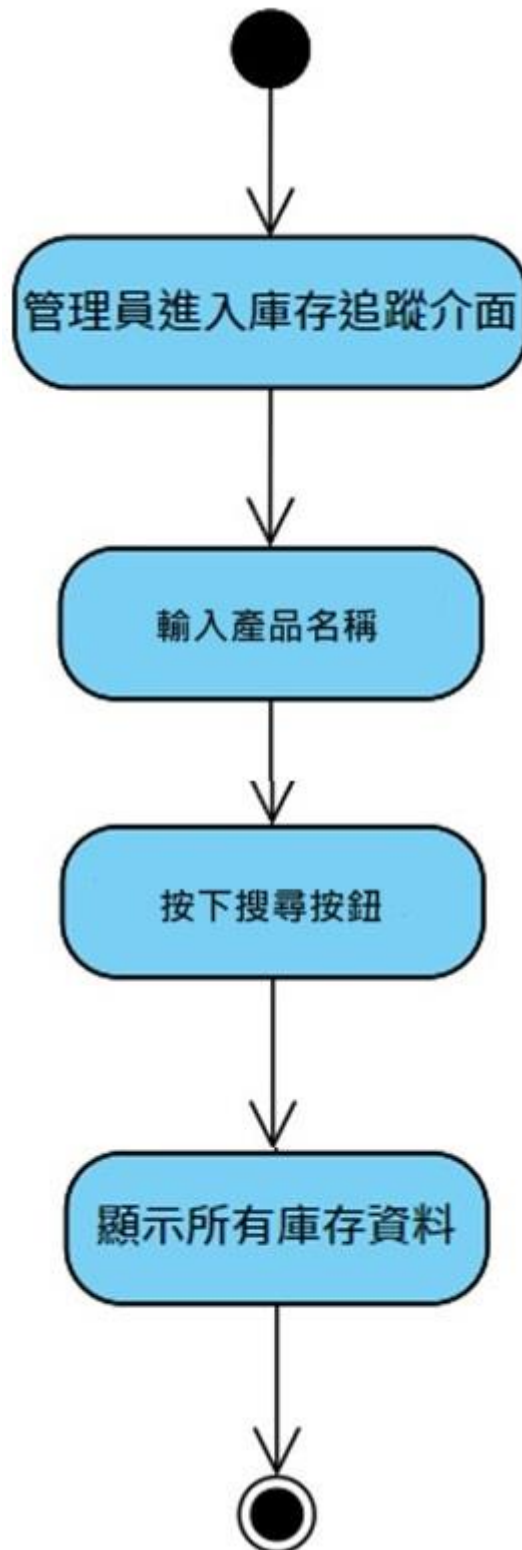 管理員進入庫存追蹤介面
輸入產品名稱
按下搜尋按鈕
顯示所有庫存資料